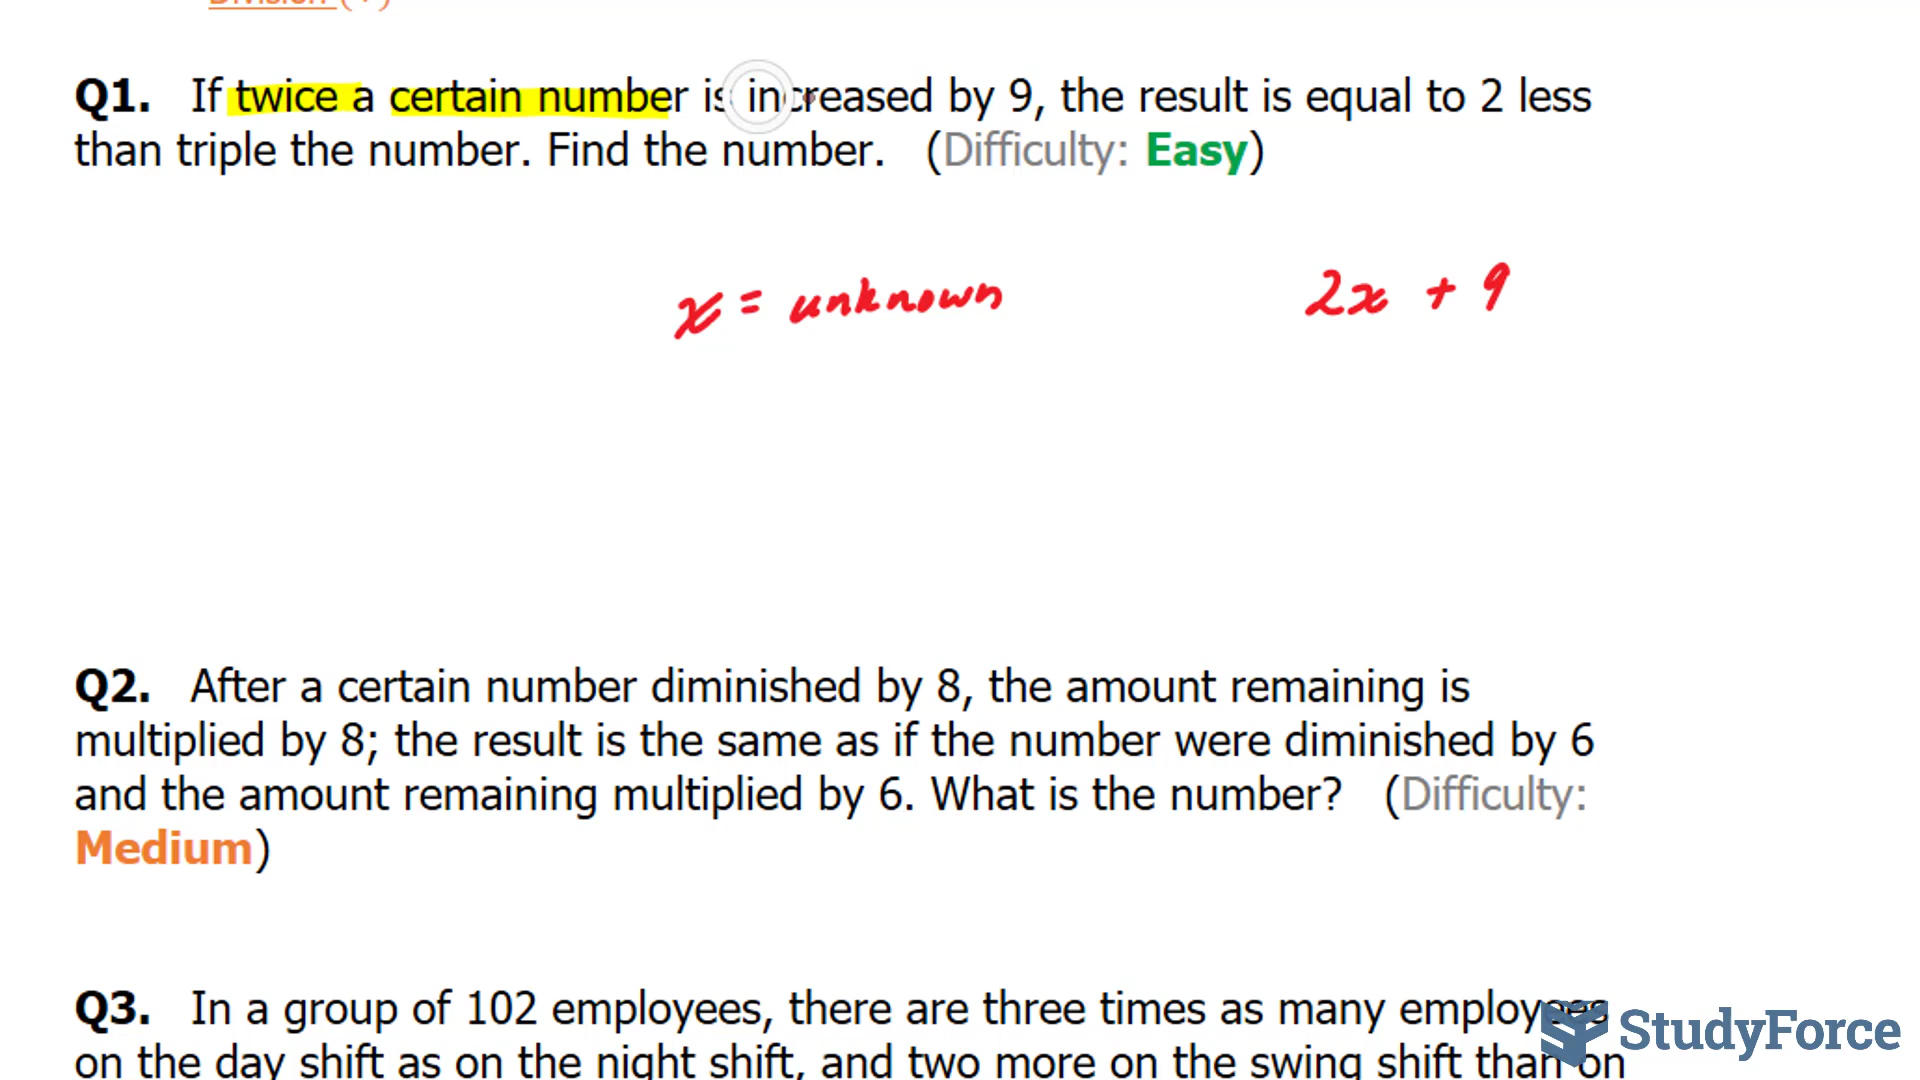 Division (÷)
Q1. If twice a certain number is increased by 9, the result is equal to 2 less
than triple the number. Find the number. (Difficulty: Easy)
x = unknown 2x + 9
Q2. After a certain number diminished by 8, the amount remaining is
multiplied by 8; the result is the same as if the number were diminished by 6
and the amount remaining multiplied by 6. What is the number? (Difficulty:
Medium)
Q3. In a group of 102 employees, there are three times as many employees
on the day shift as on the night shift, and two more on the swing shift than on
StudyForce